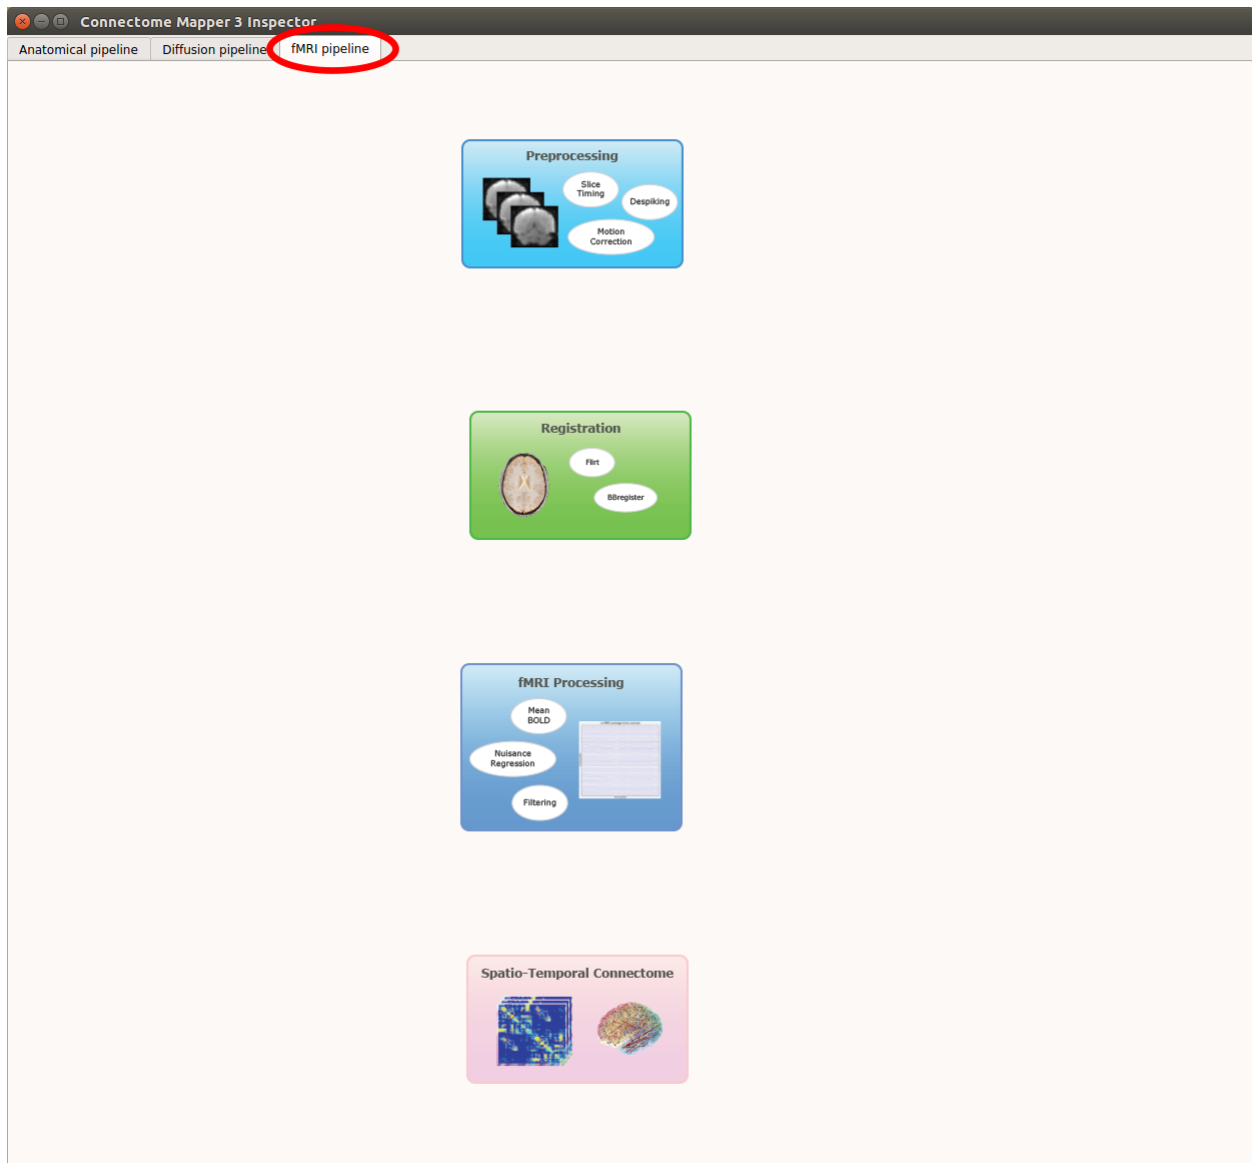 Connectome Mapper 3 Inspector
Anatomical pipeline
Diffusion pipeline
fMRI pipeline
Preprocessing
Slice
Timing
Despiking
Motion
Correction
Registration
Flirt
BBregister
fMRI Processing
Mean
BOLD
Nuisance
Regression
Filtering
Spatio-Temporal Connectome